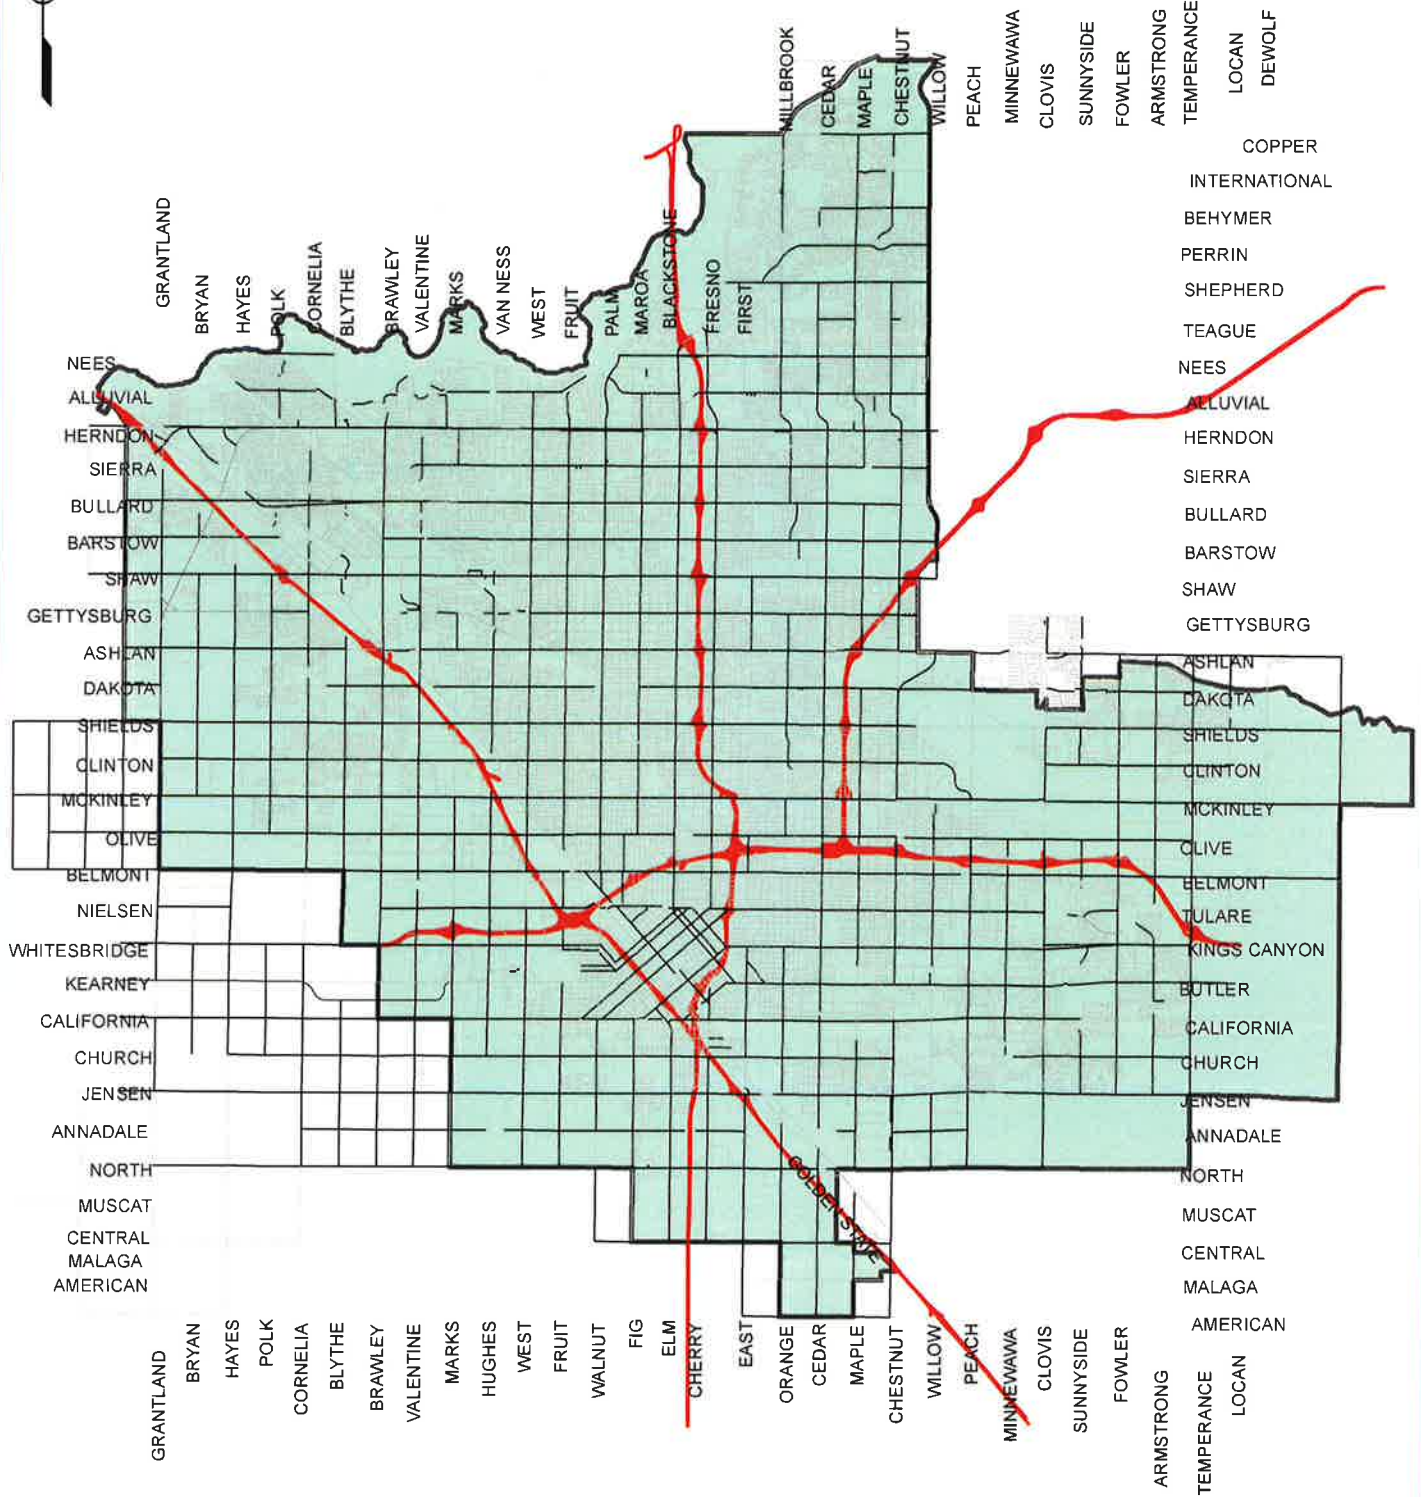 MILLBROOK
CEDAR
MAPLE
CHESTNUT
WILLOW
PEACH
MINNEWAWA
CLOVIS
SUNNYSIDE
FOWLER
ARMSTRONG
TEMPERANCE
LOCAN
DEWOLF
GRANTLAND
BRYAN
HAYES
POLK
CORNELIA
BLYTHE
BRAWLEY
VALENTINE
MARKS
VAN NESS
WEST
FRUIT
PALM
MAROA
BLACKSTONE
FRESNO
FIRST
COPPER
INTERNATIONAL
BEHYMER
PERRIN
SHEPHERD
TEAGUE
NEES
ALLUVIAL
HERNDON
SIERRA
BULLARD
BARSTOW
SHAW
GETTYSBURG
ASHLAN
DAKOTA
SHIELDS
CLINTON
MCKINLEY
OLIVE
BELMONT
TULARE
KINGS CANYON
BUTLER
CALIFORNIA
CHURCH
JENSEN
ANNADALE
NORTH
MUSCAT
CENTRAL
MALAGA
AMERICAN
NEES
ALLUVIAL
HERNDON
SIERRA
BULLARD
BARSTOW
SHAW
GETTYSBURG
ASHLAN
DAKOTA
SHIELDS
CLINTON
MCKINLEY
OLIVE
BELMONT
NIELSEN
WHITESBRIDGE
KEARNEY
CALIFORNIA
CHURCH
JENSEN
ANNADALE
NORTH
MUSCAT
CENTRAL
MALAGA
AMERICAN
GOLDEN STATE
GRANTLAND
BRYAN
HAYES
POLK
CORNELIA
BLYTHE
BRAWLEY
VALENTINE
MARKS
HUGHES
WEST
FRUIT
WALNUT
FIG
ELM
CHERRY
EAST
ORANGE
CEDAR
MAPLE
CHESTNUT
WILLOW
PEACH
MINNEWAWA
CLOVIS
SUNNYSIDE
FOWLER
ARMSTRONG
TEMPERANCE
LOCAN